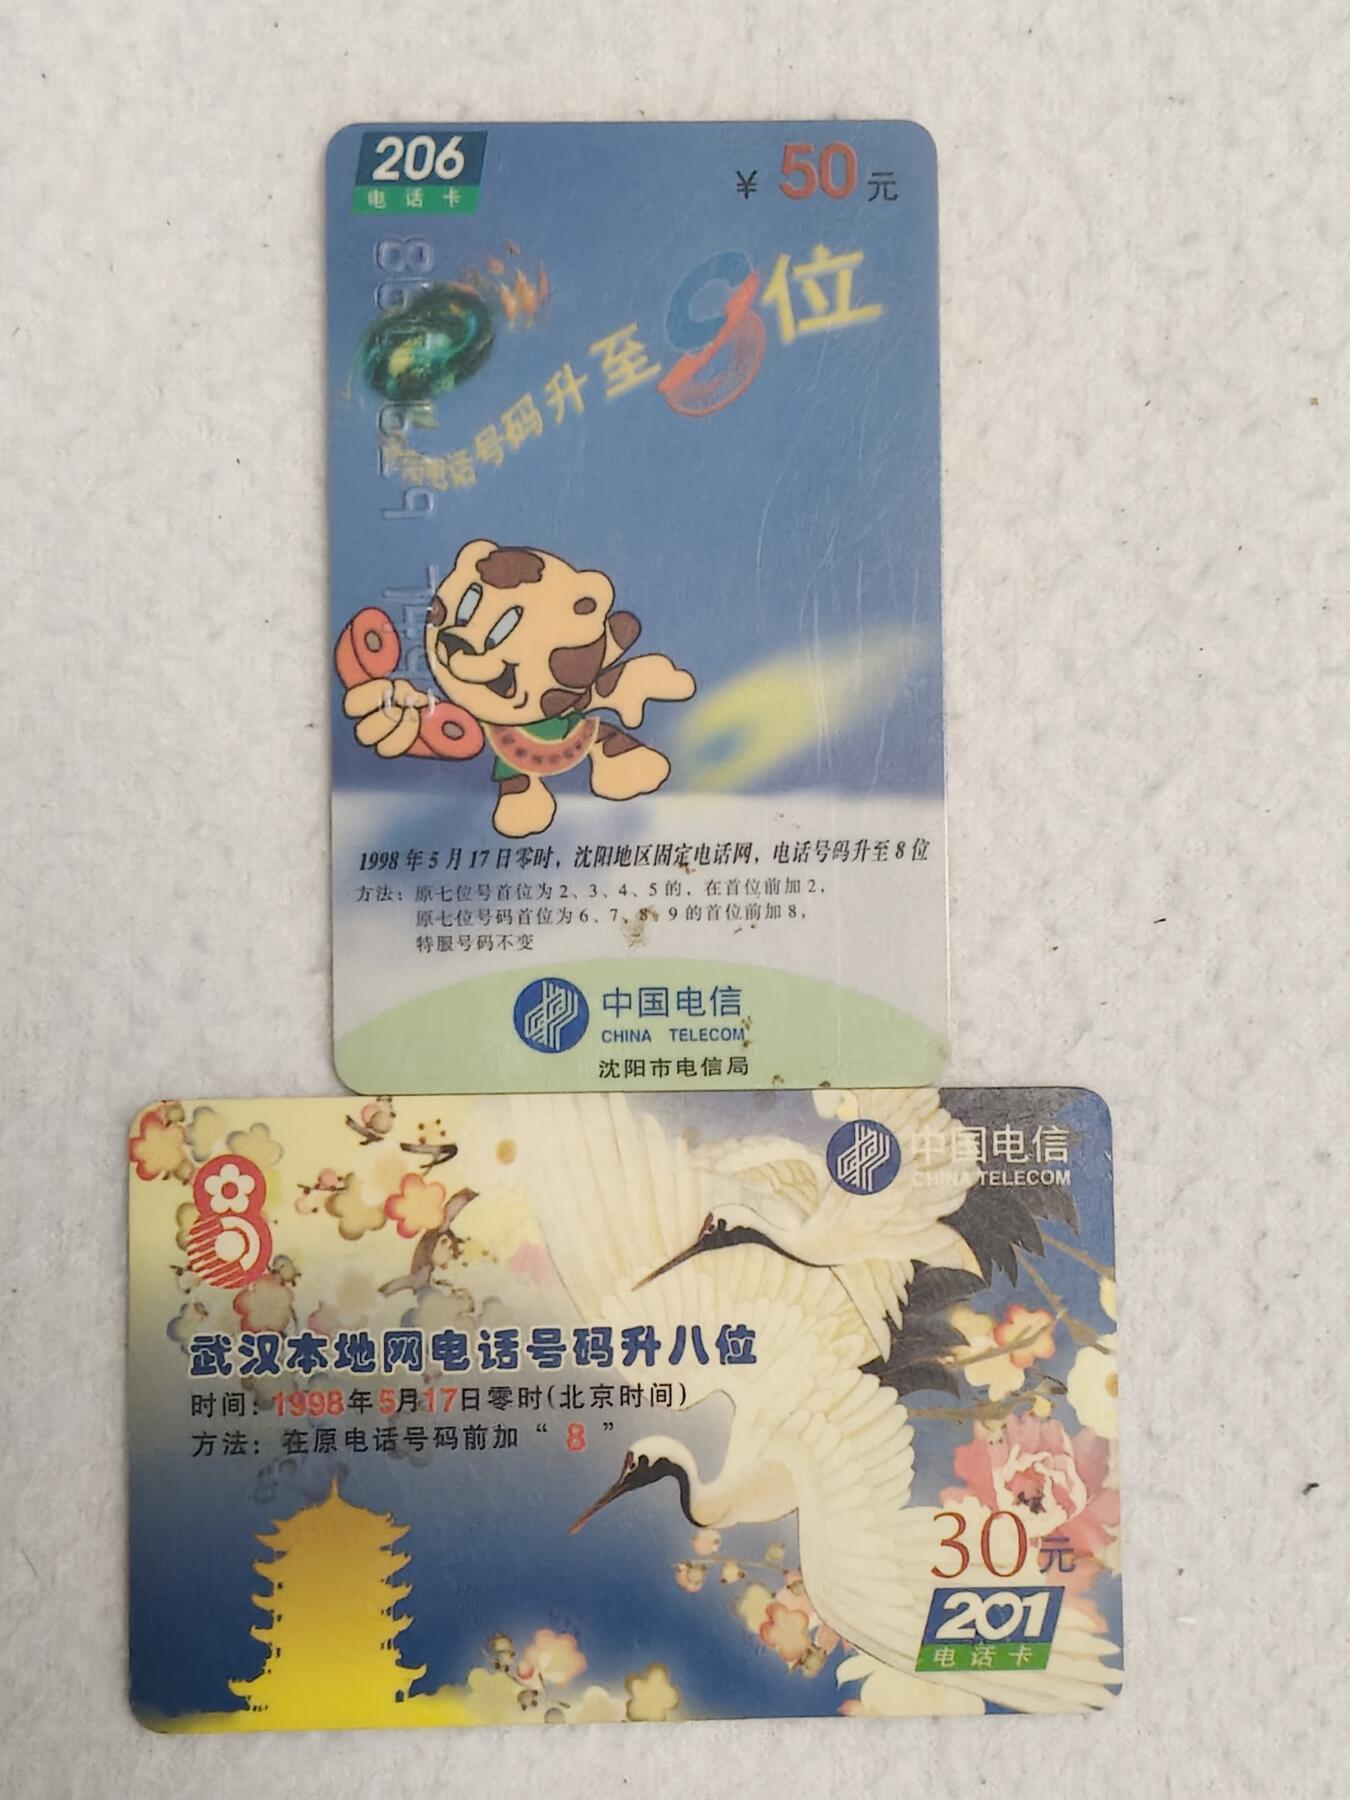 206
电话卡
¥ 50元
电话号码升至8位
1998年5月17日零时，沈阳地区固定电话网，电话号码升至8位
方法：原七位号首位为2、3、4、5的，在首位前加2，
原七位号码首位为6、7、8、9的首位前加8，
特服号码不变
中国电信
CHINA TELECOM
沈阳市电信局
中国电信
CHINA TELECOM
8
武汉本地网电话号码升八位
时间：1998年5月17日零时(北京时间)
方法：在原电话号码前加“8”
30元
201
电话卡